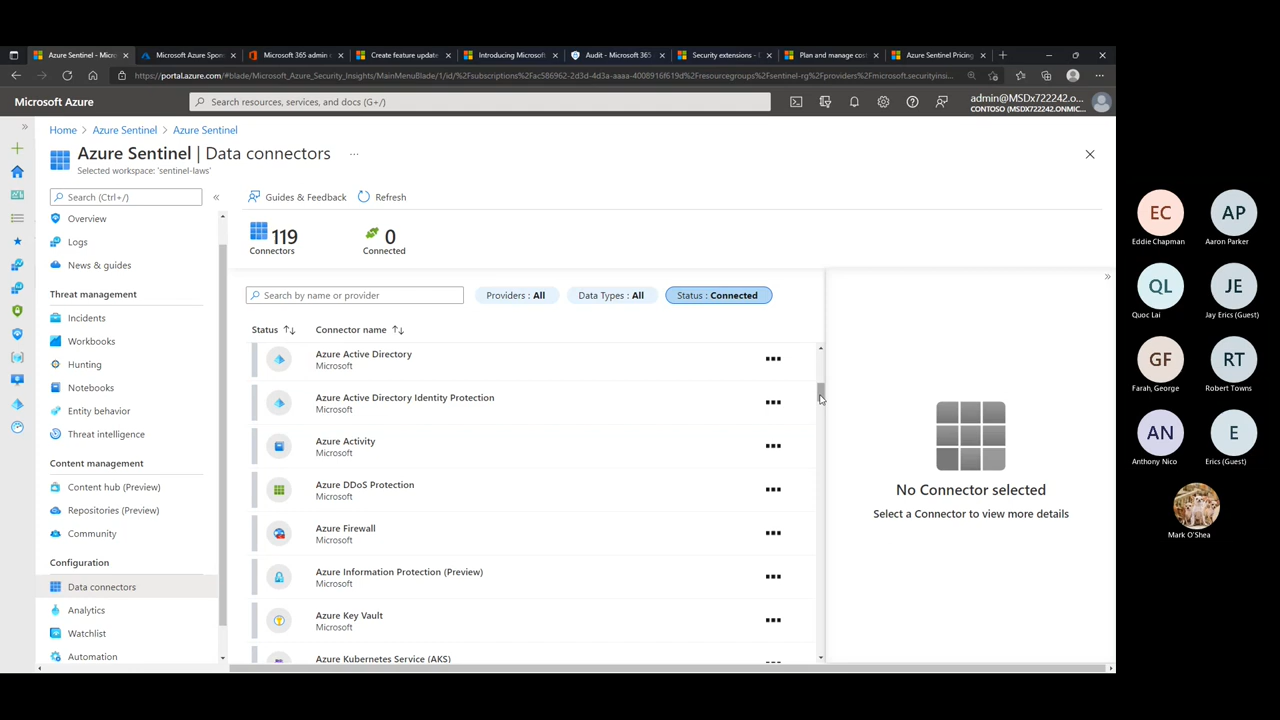 Azure Sentinel - Micro
Microsoft Azure Spon
Microsoft 365 admin
Create feature update
Introducing Microsoft
Audit - Microsoft 365
Security extensions -
Plan and manage cost
Azure Sentinel Pricing
Microsoft Azure
Search resources, services, and docs (G+/)
admin@MSDx722242.o...
CONTOSO (MSDX722242.ONMIC...
Home > Azure Sentinel > Azure Sentinel
Azure Sentinel | Data connectors ...
Selected workspace: 'sentinel-laws'
Search (Ctrl+/)
«
Guides & Feedback
Refresh
Overview
Logs
News & guides
Threat management
Incidents
Workbooks
Hunting
Notebooks
Entity behavior
Threat intelligence
Content management
Content hub (Preview)
Repositories (Preview)
Community
Configuration
Data connectors
Analytics
Watchlist
Automation
119
Connectors
0
Connected
Search by name or provider
Providers : All
Data Types : All
Status : Connected
Status
Connector name
Azure Active Directory
Microsoft
Azure Active Directory Identity Protection
Microsoft
Azure Activity
Microsoft
Azure DDoS Protection
Microsoft
Azure Firewall
Microsoft
Azure Information Protection (Preview)
Microsoft
Azure Key Vault
Microsoft
Azure Kubernetes Service (AKS)
No Connector selected
Select a Connector to view more details
EC
Eddie Chapman
AP
Aaron Parker
QL
Quoc Lai
JE
Jay Erics (Guest)
GF
Farah, George
RT
Robert Towns
AN
Anthony Nico
E
Erics (Guest)
Mark O'Shea